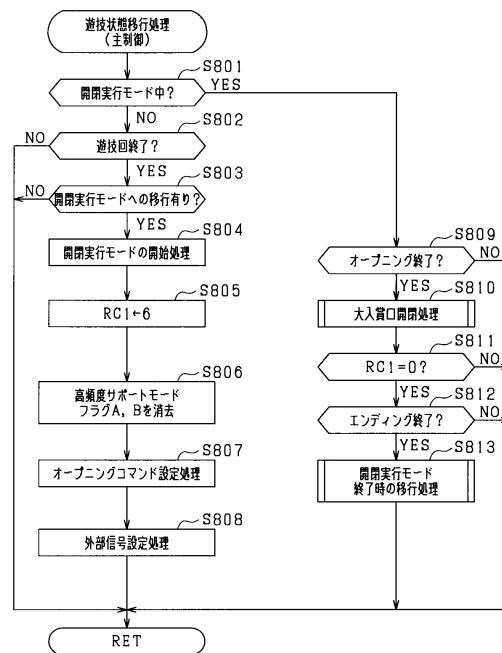 遊技状態移行処理
(主制御)
S801
開閉実行モード中?
YES
NO
S802
NO
遊技回終了?
YES
S803
NO
開閉実行モードへの移行有り?
YES
S804
開閉実行モードの開始処理
S805
RC1←6
S806
高頻度サポートモード
フラグA, Bを消去
S807
オープニングコマンド設定処理
S808
外部信号設定処理
S809
オープニング終了?
NO
YES
S810
大入賞口開閉処理
S811
RC1=0?
NO
YES
S812
エンディング終了?
NO
YES
S813
開閉実行モード
終了時の移行処理
RET